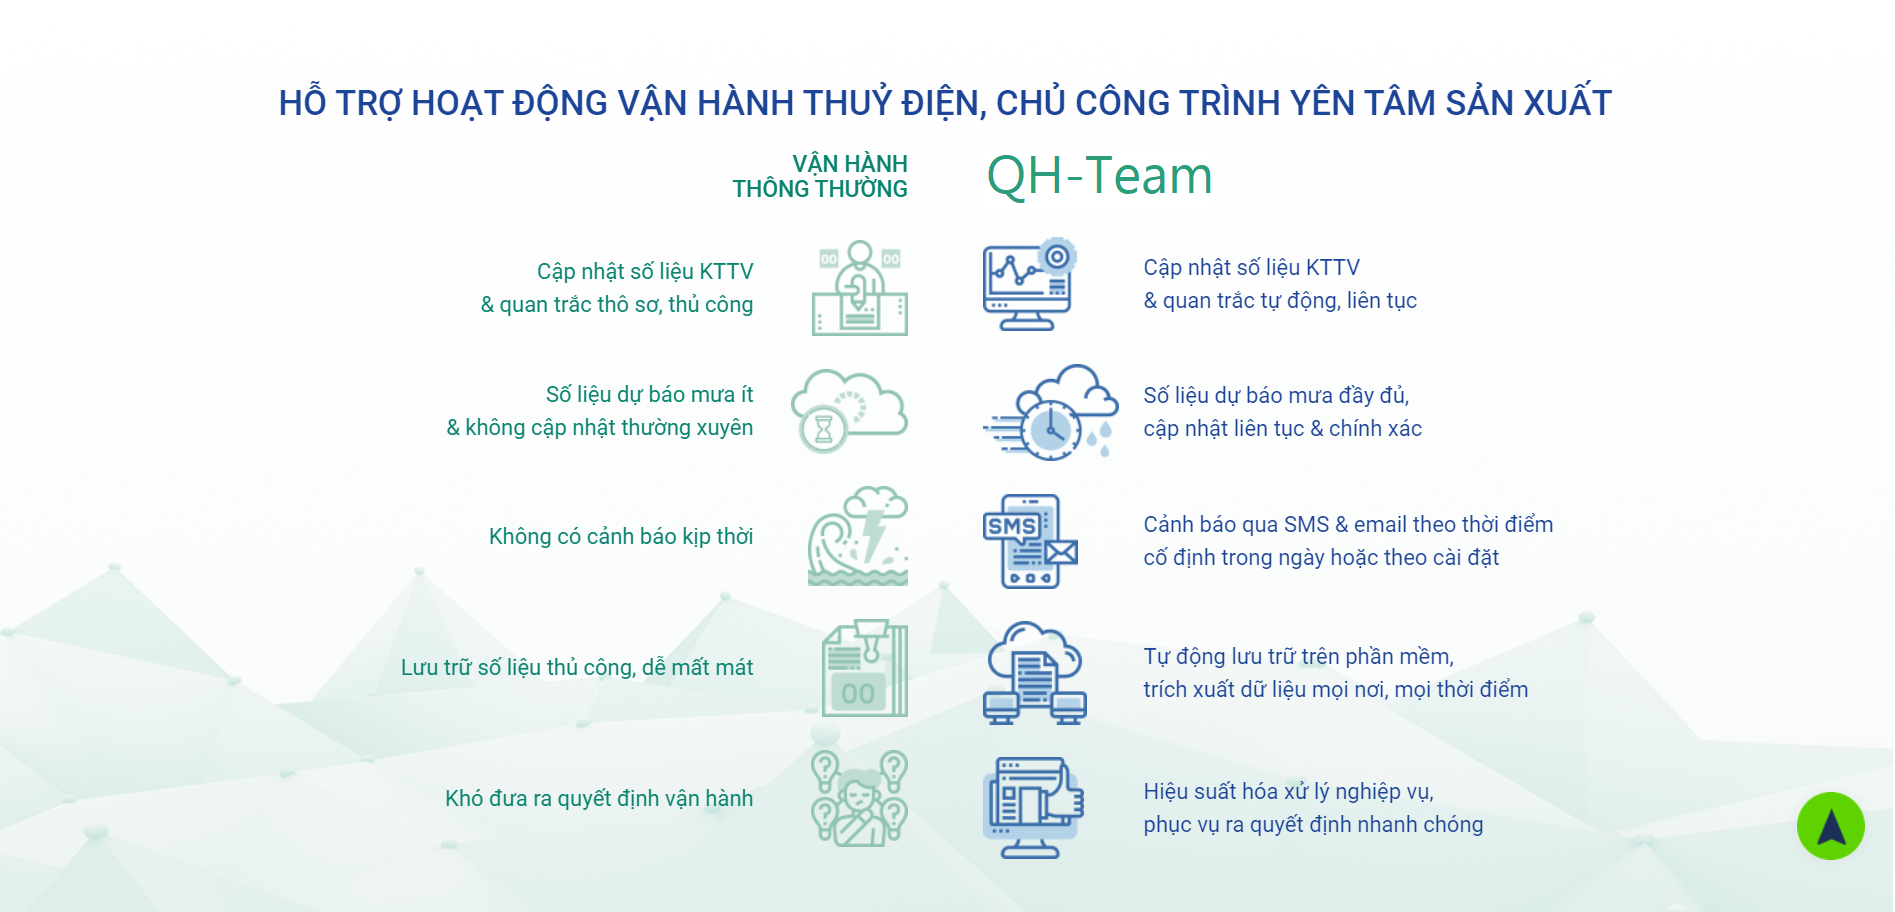 HỖ TRỢ HOẠT ĐỘNG VẬN HÀNH THUỶ ĐIỆN, CHỦ CÔNG TRÌNH YÊN TÂM SẢN XUẤT
VẬN HÀNH
THÔNG THƯỜNG
QH-Team
Cập nhật số liệu KTTV
& quan trắc thô sơ, thủ công
00 00
Cập nhật số liệu KTTV
& quan trắc tự động, liên tục
Số liệu dự báo mưa ít
& không cập nhật thường xuyên
Số liệu dự báo mưa đầy đủ,
cập nhật liên tục & chính xác
Không có cảnh báo kịp thời
SMS
Cảnh báo qua SMS & email theo thời điểm
cố định trong ngày hoặc theo cài đặt
Lưu trữ số liệu thủ công, dễ mất mát
00
Tự động lưu trữ trên phần mềm,
trích xuất dữ liệu mọi nơi, mọi thời điểm
Khó đưa ra quyết định vận hành
? ?
? ?
Hiệu suất hóa xử lý nghiệp vụ,
phục vụ ra quyết định nhanh chóng